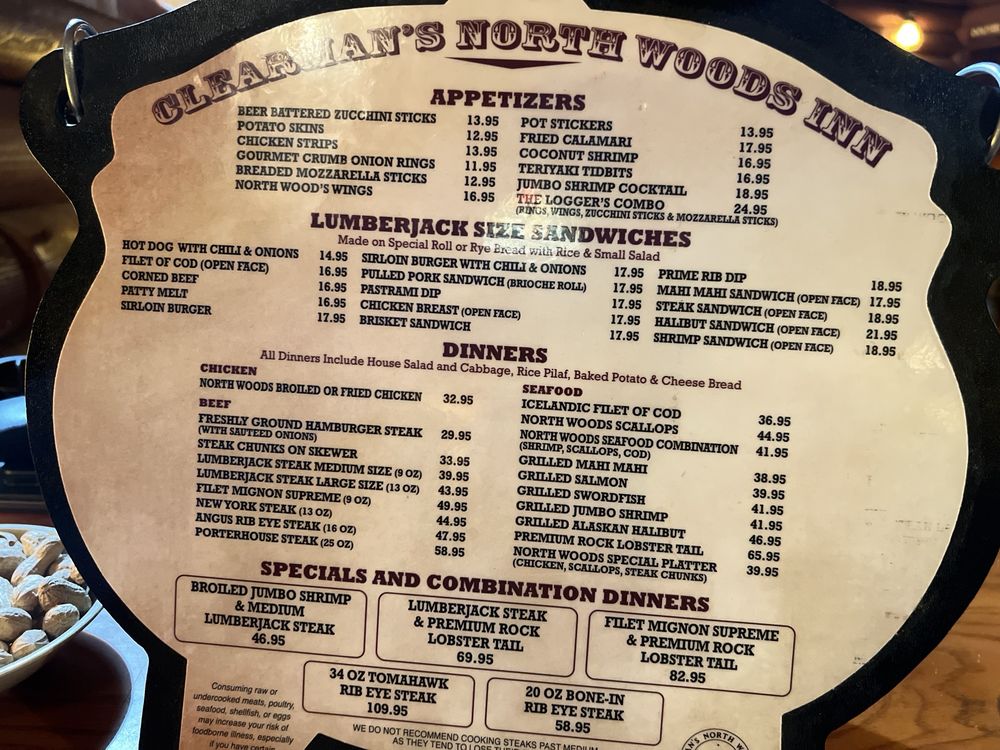 CLEARMAN'S NORTH WOODS INN
APPETIZERS
BEER BATTERED ZUCCHINI STICKS 13.95
POTATO SKINS 12.95
CHICKEN STRIPS 13.95
GOURMET CRUMB ONION RINGS 11.95
BREADED MOZZARELLA STICKS 12.95
NORTH WOOD'S WINGS 16.95
POT STICKERS 13.95
FRIED CALAMARI 17.95
COCONUT SHRIMP 16.95
TERIYAKI TIDBITS 16.95
JUMBO SHRIMP COCKTAIL 18.95
THE LOGGER'S COMBO 24.95
(RINGS, WINGS, ZUCCHINI STICKS & MOZZARELLA STICKS)
LUMBERJACK SIZE SANDWICHES
Made on Special Roll or Rye Bread with Rice & Small Salad
HOT DOG WITH CHILI & ONIONS 14.95
FILET OF COD (OPEN FACE) 16.95
CORNED BEEF 16.95
PATTY MELT 16.95
SIRLOIN BURGER 17.95
SIRLOIN BURGER WITH CHILI & ONIONS 17.95
PULLED PORK SANDWICH (BRIOCHE ROLL) 17.95
PASTRAMI DIP 17.95
CHICKEN BREAST (OPEN FACE) 17.95
BRISKET SANDWICH 17.95
PRIME RIB DIP 18.95
MAHI MAHI SANDWICH (OPEN FACE) 17.95
STEAK SANDWICH (OPEN FACE) 18.95
HALIBUT SANDWICH (OPEN FACE) 21.95
SHRIMP SANDWICH (OPEN FACE) 18.95
DINNERS
All Dinners Include House Salad and Cabbage, Rice Pilaf, Baked Potato & Cheese Bread
CHICKEN
NORTH WOODS BROILED OR FRIED CHICKEN 32.95
BEEF
FRESHLY GROUND HAMBURGER STEAK 29.95
(WITH SAUTEED ONIONS)
STEAK CHUNKS ON SKEWER 33.95
LUMBERJACK STEAK MEDIUM SIZE (9 OZ) 39.95
LUMBERJACK STEAK LARGE SIZE (13 OZ) 43.95
FILET MIGNON SUPREME (9 OZ) 49.95
NEW YORK STEAK (13 OZ) 44.95
ANGUS RIB EYE STEAK (16 OZ) 47.95
PORTERHOUSE STEAK (25 OZ) 58.95
SEAFOOD
ICELANDIC FILET OF COD 36.95
NORTH WOODS SCALLOPS 44.95
NORTH WOODS SEAFOOD COMBINATION 41.95
(SHRIMP, SCALLOPS, COD)
GRILLED MAHI MAHI 38.95
GRILLED SALMON 39.95
GRILLED SWORDFISH 41.95
GRILLED JUMBO SHRIMP 41.95
GRILLED ALASKAN HALIBUT 46.95
PREMIUM ROCK LOBSTER TAIL 65.95
NORTH WOODS SPECIAL PLATTER 39.95
(CHICKEN, SCALLOPS, STEAK CHUNKS)
SPECIALS AND COMBINATION DINNERS
BROILED JUMBO SHRIMP
& MEDIUM
LUMBERJACK STEAK
46.95
LUMBERJACK STEAK
& PREMIUM ROCK
LOBSTER TAIL
69.95
FILET MIGNON SUPREME
& PREMIUM ROCK
LOBSTER TAIL
82.95
34 OZ TOMAHAWK
RIB EYE STEAK
109.95
20 OZ BONE-IN
RIB EYE STEAK
58.95
Consuming raw or
undercooked meats, poultry,
seafood, shellfish, or eggs
may increase your risk of
foodborne illness, especially
if you have certain
WE DO NOT RECOMMEND COOKING STEAKS PAST MEDIUM
AS THEY TEND TO LOSE
NORTH W